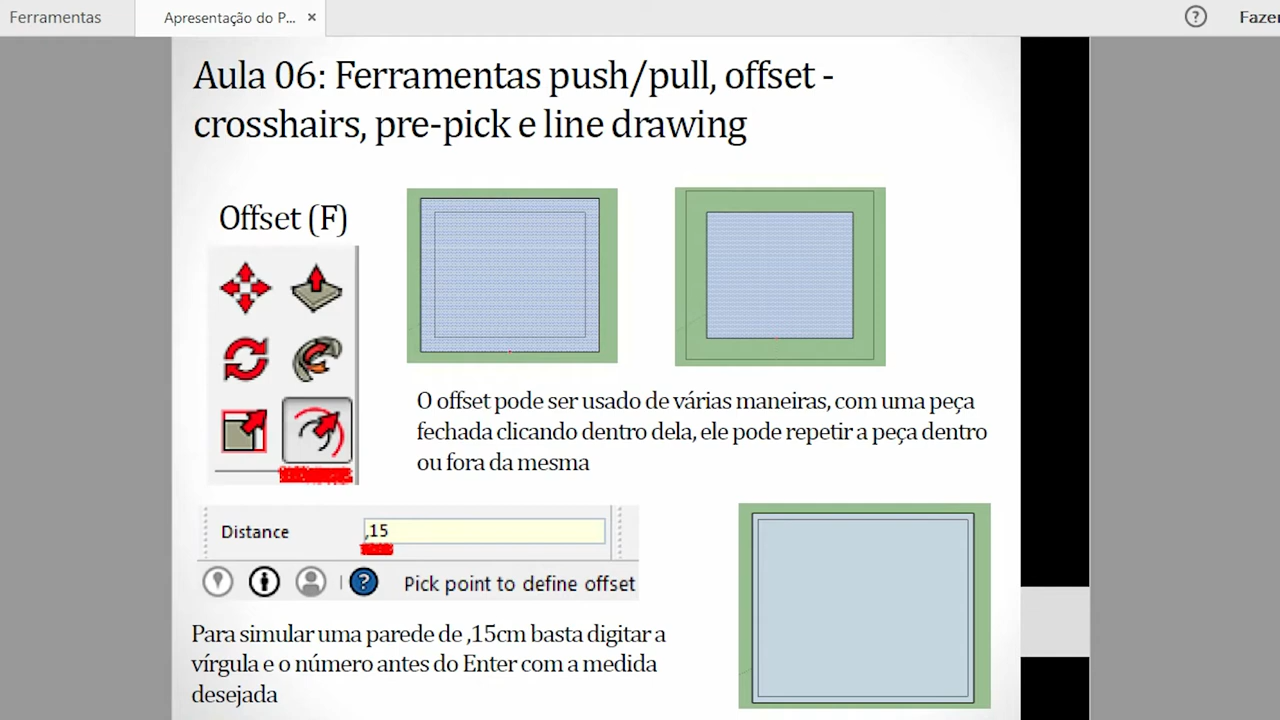 Ferramentas
Apresentação do P... ×
? Fazer
Aula 06: Ferramentas push/pull, offset -
crosshairs, pre-pick e line drawing
Offset (F)
O offset pode ser usado de várias maneiras, com uma peça
fechada clicando dentro dela, ele pode repetir a peça dentro
ou fora da mesma
Distance ,15
? Pick point to define offset
Para simular uma parede de ,15cm basta digitar a
vírgula e o número antes do Enter com a medida
desejada